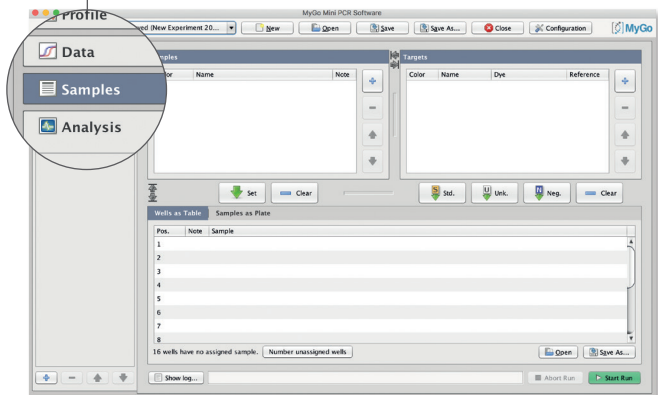 MyGo Mini PCR Software
Profile
ved (New Experiment 20... New Open Save Save As... Close Configuration MyGo
Data
Samples
Analysis
mples
Targets
or Name Note
Color Name Dye Reference
Set Clear
Std. Unk. Neg. Clear
Wells as Table Samples as Plate
Pos. Note Sample
1
2
3
4
5
6
7
8
16 wells have no assigned sample. Number unassigned wells Open Save As...
Show log... Abort Run Start Run